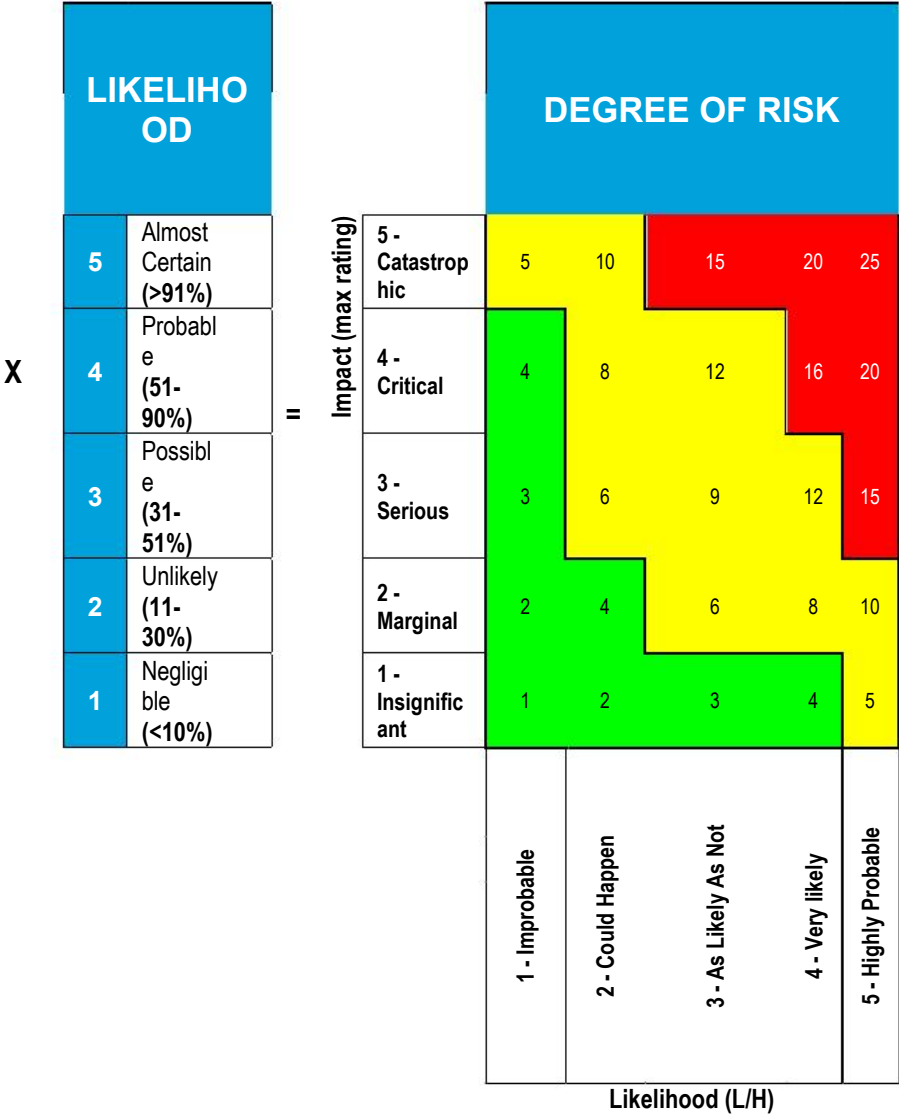 LIKELIHO
OD
DEGREE OF RISK
X
5
Almost
Certain
(>91%)
4
Probabl
e
(51-
90%)
3
Possibl
e
(31-
51%)
2
Unlikely
(11-
30%)
1
Negligi
ble
(<10%)
=
Impact (max rating)
5 -
Catastrop
hic
5 10 15 20 25
4 -
Critical
4 8 12 16 20
3 -
Serious
3 6 9 12 15
2 -
Marginal
2 4 6 8 10
1 -
Insignific
ant
1 2 3 4 5
1 - Improbable
2 - Could Happen
3 - As Likely As Not
4 - Very likely
5 - Highly Probable
Likelihood (L/H)